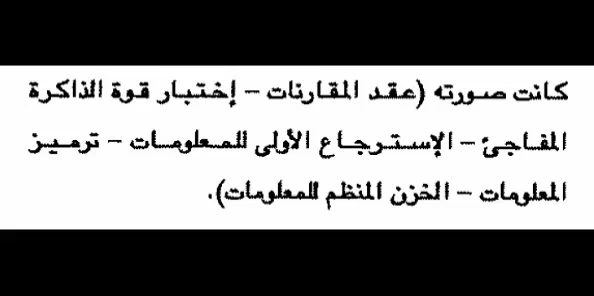 كانت صورته (عقد المقارنات – إختبار قوة الذاكرة
المفاجئ – الإسترجاع الأولى للمعلومات – ترميز
المعلومات – الخزن المنظم للمعلومات).